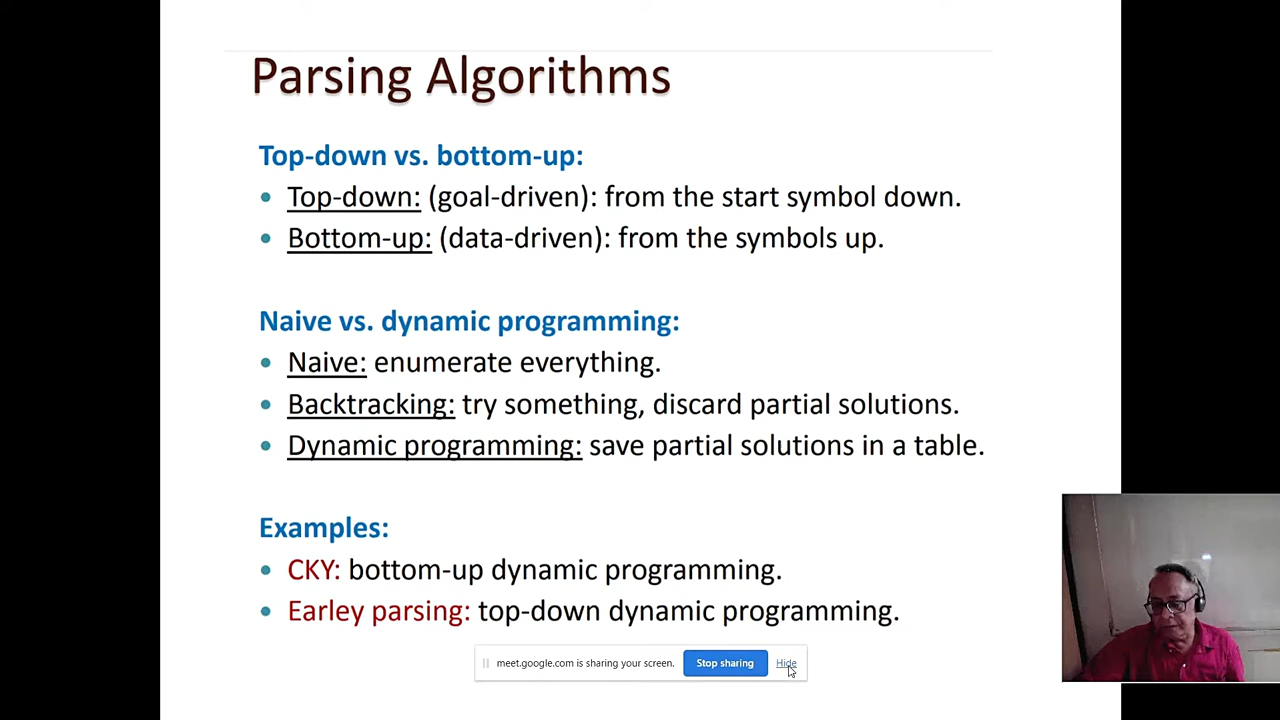 Parsing Algorithms
Top-down vs. bottom-up:
• Top-down: (goal-driven): from the start symbol down.
• Bottom-up: (data-driven): from the symbols up.
Naive vs. dynamic programming:
• Naive: enumerate everything.
• Backtracking: try something, discard partial solutions.
• Dynamic programming: save partial solutions in a table.
Examples:
• CKY: bottom-up dynamic programming.
• Earley parsing: top-down dynamic programming.
meet.google.com is sharing your screen. Stop sharing Hide